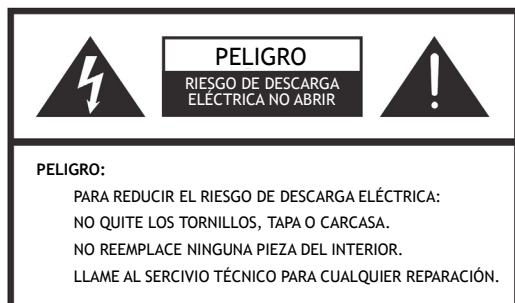 PELIGRO
RIESGO DE DESCARGA
ELÉCTRICA NO ABRIR
PELIGRO:
PARA REDUCIR EL RIESGO DE DESCARGA ELÉCTRICA:
NO QUITE LOS TORNILLOS, TAPA O CARCASA.
NO REEMPLACE NINGUNA PIEZA DEL INTERIOR.
LLAME AL SERCIVIO TÉCNICO PARA CUALQUIER REPARACIÓN.